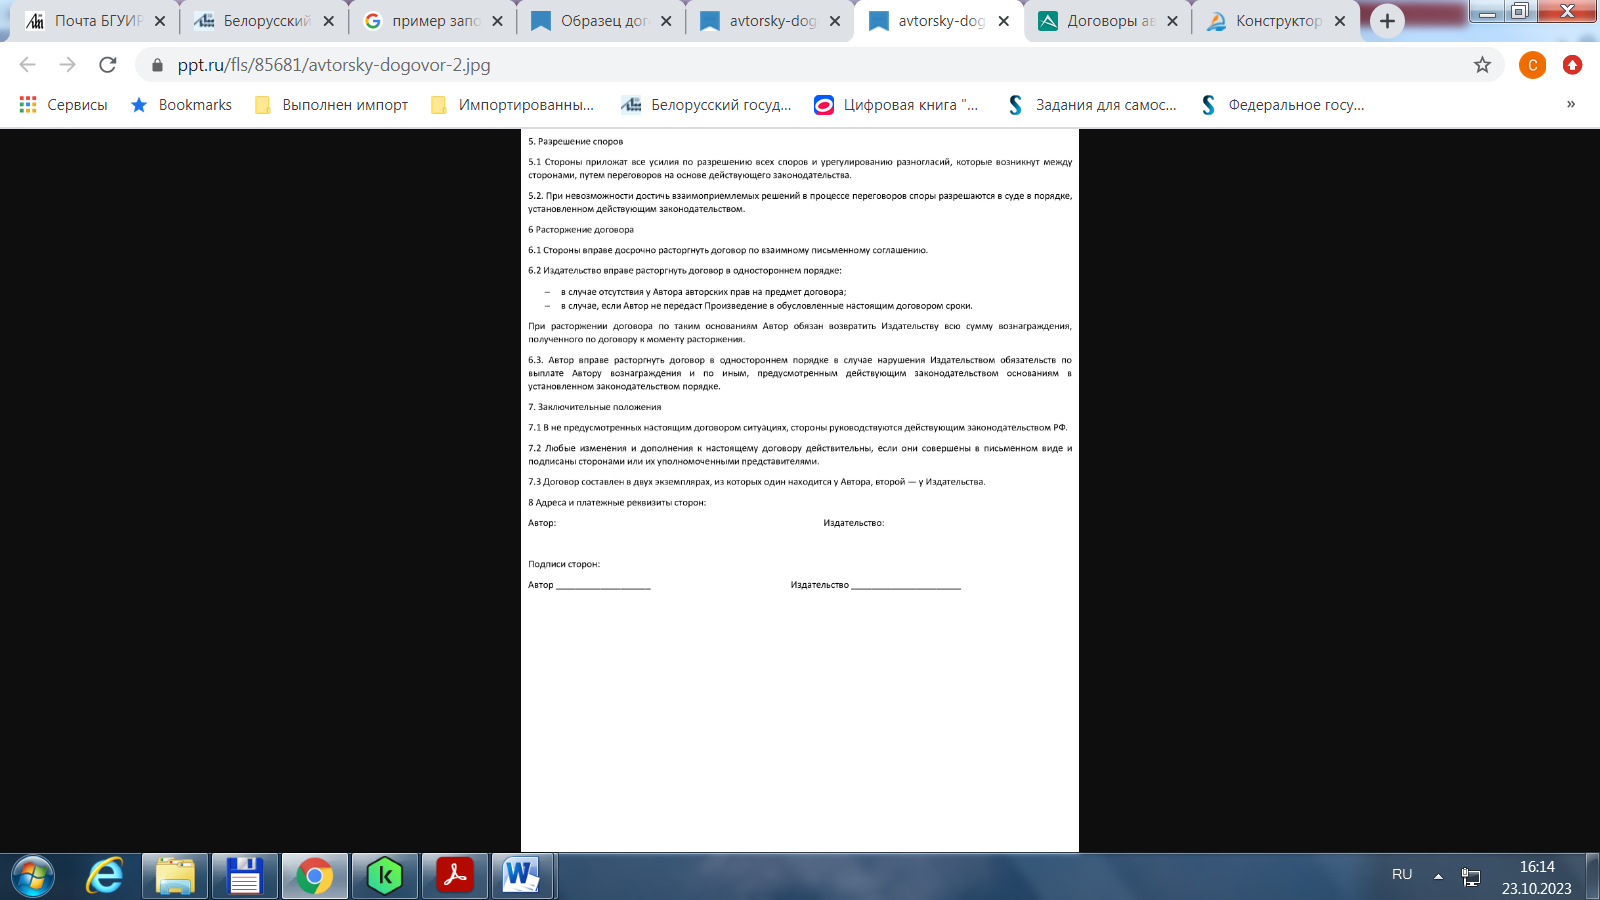 Почта БГУИР
Белорусский
пример запо
Образец дог
avtorsky-dog
avtorsky-dog
Договоры ав
Конструктор
ppt.ru/fls/85681/avtorsky-dogovor-2.jpg
C
Сервисы
Bookmarks
Выполнен импорт
Импортированны...
Белорусский госуд...
Цифровая книга "...
Задания для самос...
Федеральное госу...
»
5. Разрешение споров
5.1 Стороны приложат все усилия по разрешению всех споров и урегулированию разногласий, которые возникнут между
сторонами, путем переговоров на основе действующего законодательства.
5.2. При невозможности достичь взаимоприемлемых решений в процессе переговоров споры разрешаются в суде в порядке,
установленном действующим законодательством.
6 Расторжение договора
6.1 Стороны вправе досрочно расторгнуть договор по взаимному письменному соглашению.
6.2 Издательство вправе расторгнуть договор в одностороннем порядке:
– в случае отсутствия у Автора авторских прав на предмет договора;
– в случае, если Автор не передаст Произведение в обусловленные настоящим договором сроки.
При расторжении договора по таким основаниям Автор обязан возвратить Издательству всю сумму вознаграждения,
полученного по договору к моменту расторжения.
6.3. Автор вправе расторгнуть договор в одностороннем порядке в случае нарушения Издательством обязательств по
выплате Автору вознаграждения и по иным, предусмотренным действующим законодательством основаниям в
установленном законодательством порядке.
7. Заключительные положения
7.1 В не предусмотренных настоящим договором ситуациях, стороны руководствуются действующим законодательством РФ.
7.2 Любые изменения и дополнения к настоящему договору действительны, если они совершены в письменном виде и
подписаны сторонами или их уполномоченными представителями.
7.3 Договор составлен в двух экземплярах, из которых один находится у Автора, второй — у Издательства.
8 Адреса и платежные реквизиты сторон:
Автор: Издательство:
Подписи сторон:
Автор ___________________ Издательство ______________________
RU
16:14
23.10.2023